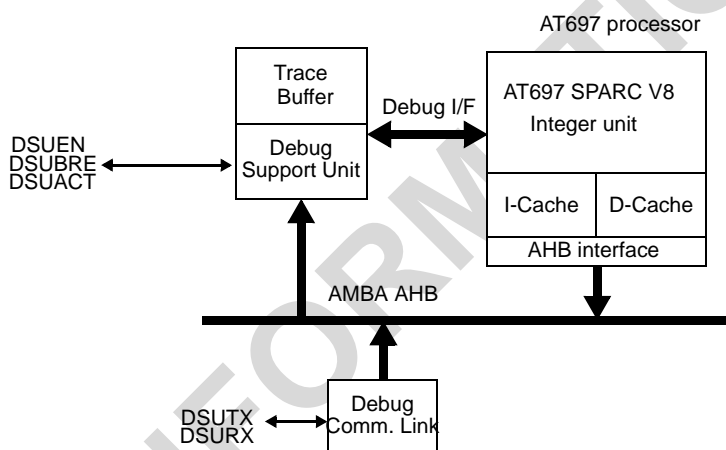 AT697 processor
Trace
Buffer
Debug I/F
AT697 SPARC V8
Integer unit
DSUEN
DSUBRE
DSUACT
Debug
Support Unit
I-Cache
D-Cache
AHB interface
AMBA AHB
DSUTX
DSURX
Debug
Comm. Link